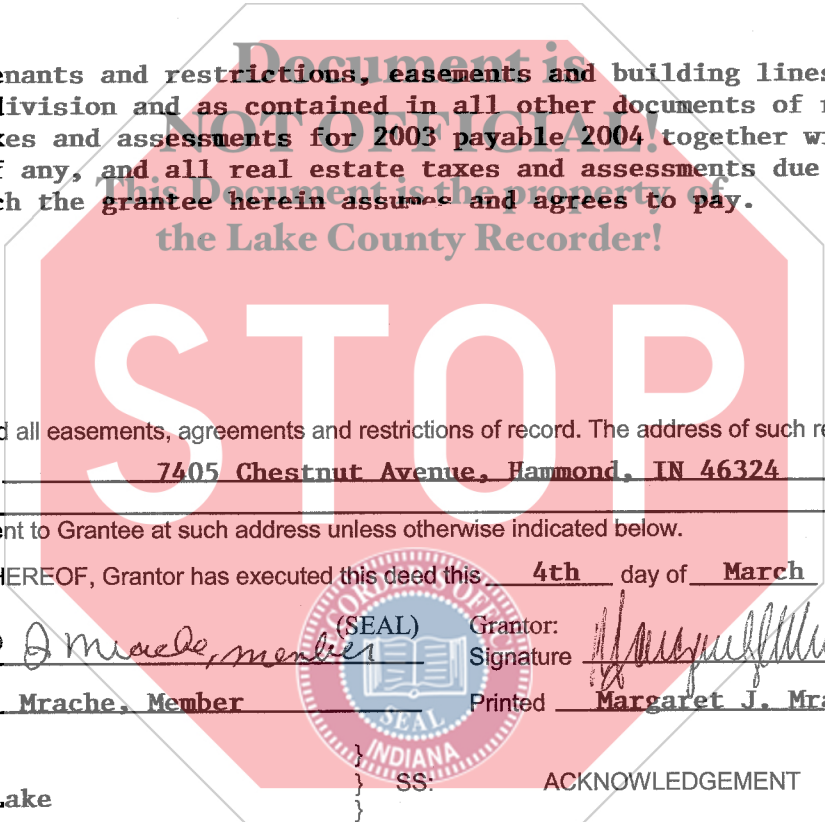 Document is
enants and restrictions, easements and building lines
division and as contained in all other documents of r
NOT OFFICIAL!
xes and assessments for 2003 payable 2004 together wi
f any, and all real estate taxes and assessments due
This Document is the property of
ch the grantee herein assumes and agrees to pay.
the Lake County Recorder!
STOP
d all easements, agreements and restrictions of record. The address of such re
7405 Chestnut Avenue, Hammond, IN 46324
ent to Grantee at such address unless otherwise indicated below.
HEREOF, Grantor has executed this deed this 4th day of March
(SEAL) Grantor:
J Mrache, member Signature
Mrache, Member Printed Margaret J. Mra
SEAL
INDIANA
} SS: ACKNOWLEDGEMENT
Lake }
}